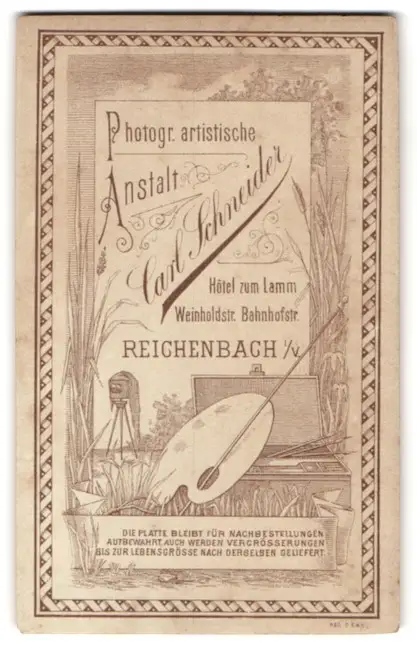 Photogr. artistische
Anstalt
Carl Schneider
Hôtel zum Lamm
Weinholdstr. Bahnhofstr.
REICHENBACH i/V.
DIE PLATTE BLEIBT FÜR NACHBESTELLUNGEN
AUFBEWAHRT, AUCH WERDEN VERGRÖSSERUNGEN
BIS ZUR LEBENSGRÖSSE NACH DERSELBEN GELIEFERT.